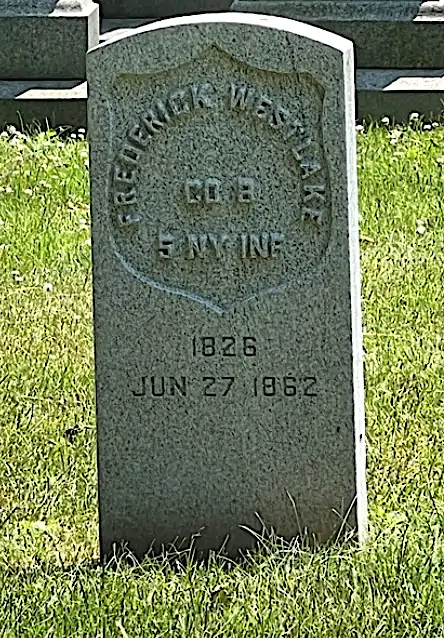 FREDERICK WESTLAKE
CO B
5 NY INF
1826
JUN 27 1862